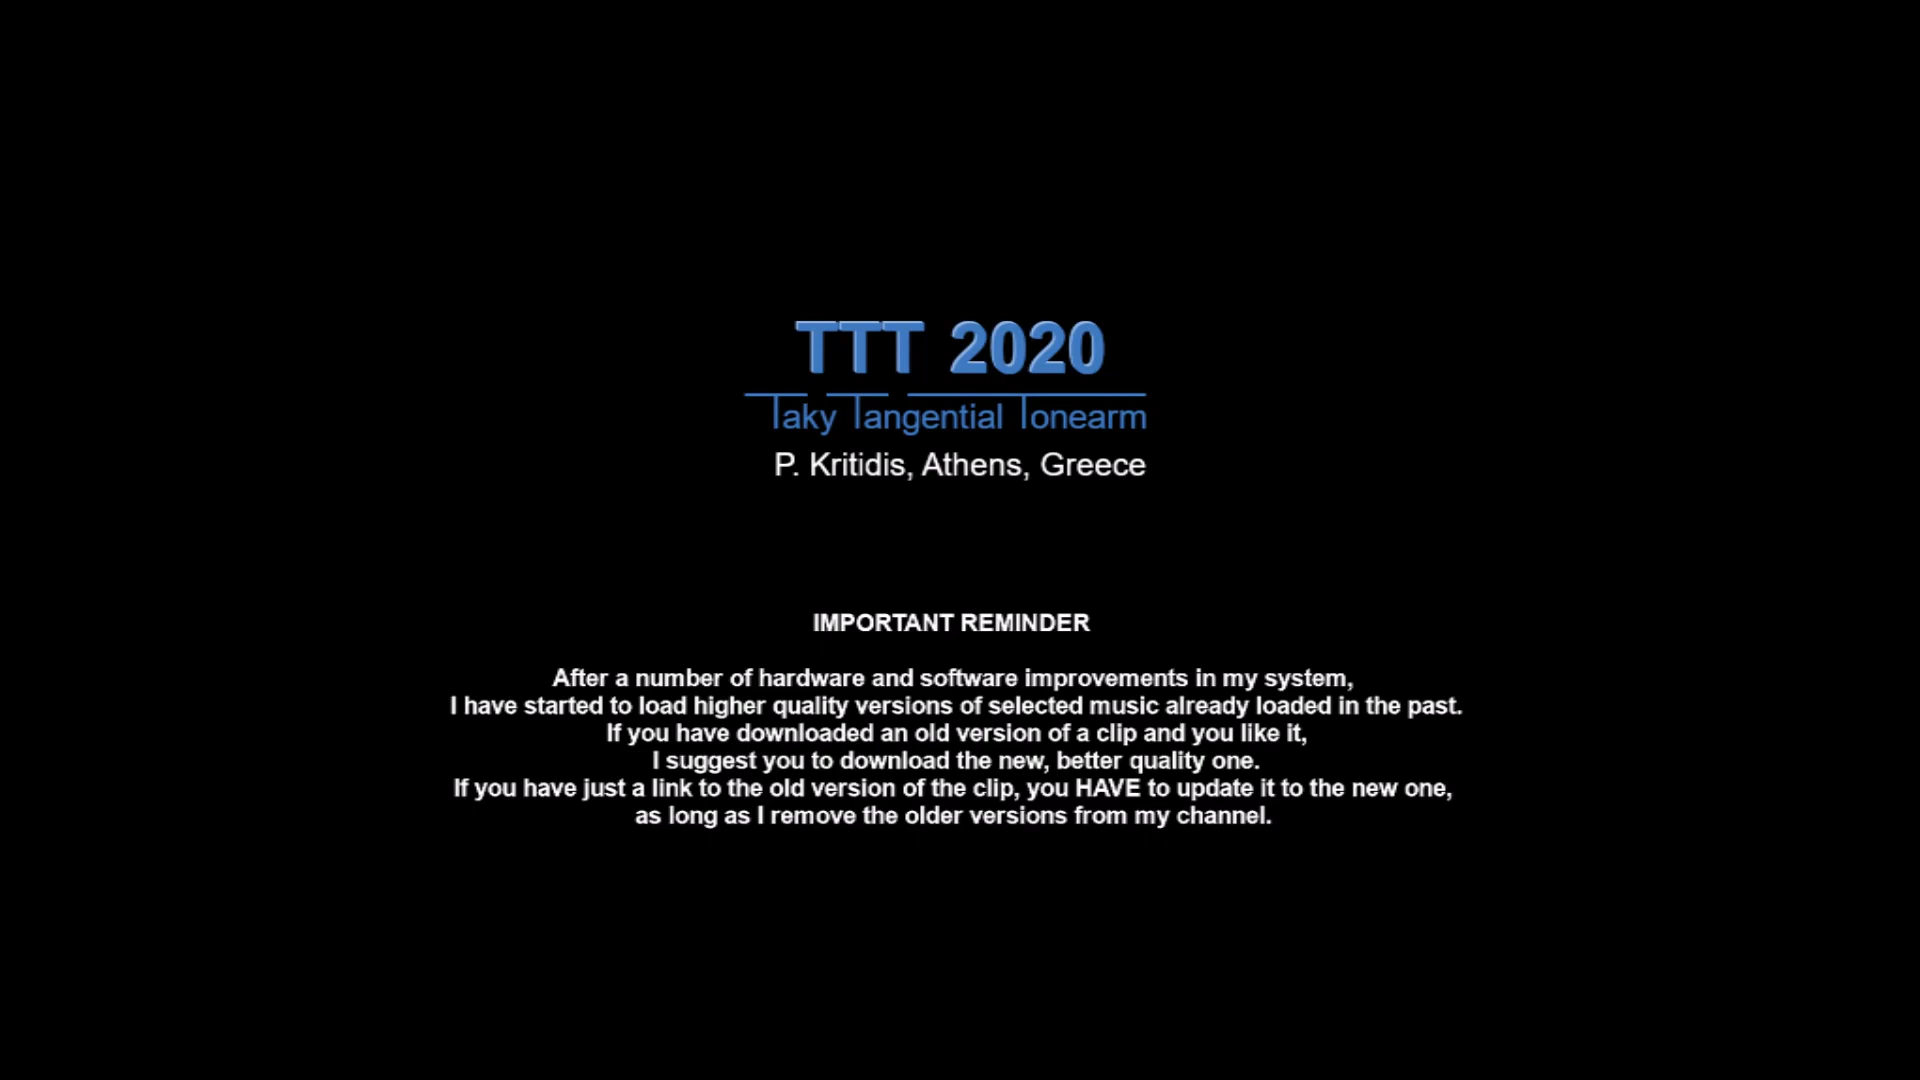 TTT 2020
Taky Tangential Tonearm
P. Kritidis, Athens, Greece
IMPORTANT REMINDER
After a number of hardware and software improvements in my system,
I have started to load higher quality versions of selected music already loaded in the past.
If you have downloaded an old version of a clip and you like it,
I suggest you to download the new, better quality one.
If you have just a link to the old version of the clip, you HAVE to update it to the new one,
as long as I remove the older versions from my channel.